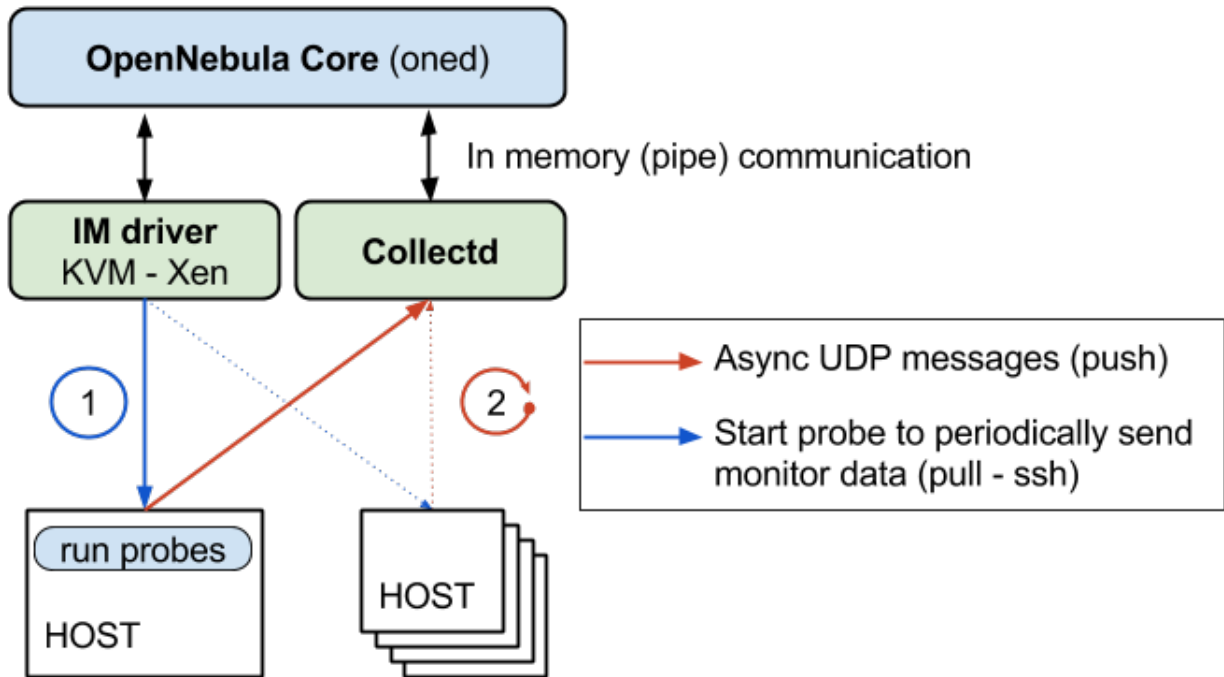 OpenNebula Core (oned)
In memory (pipe) communication
IM driver
KVM - Xen
Collectd
1
2
Async UDP messages (push)
Start probe to periodically send
monitor data (pull - ssh)
run probes
HOST
HOST